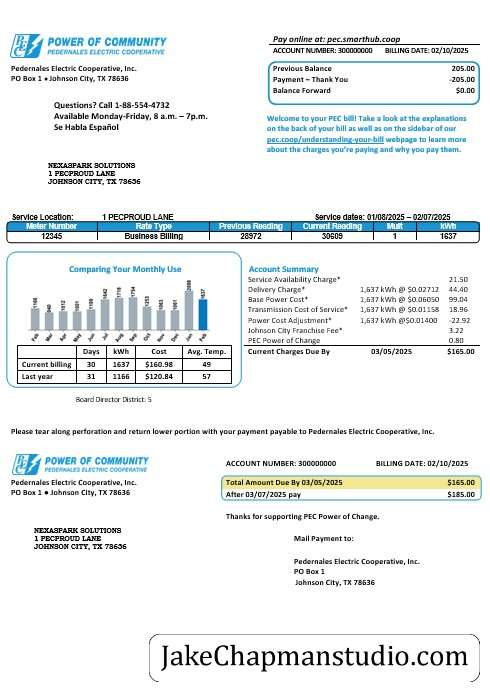 POWER OF COMMUNITY
PEDERNALES ELECTRIC COOPERATIVE
Pay online at: pec.smarthub.coop
ACCOUNT NUMBER: 300000000 BILLING DATE: 02/10/2025
Pedernales Electric Cooperative, Inc.
PO Box 1 ● Johnson City, TX 78636
Previous Balance 205.00
Payment – Thank You -205.00
Balance Forward $0.00
Questions? Call 1-88-554-4732
Available Monday-Friday, 8 a.m. – 7p.m.
Se Habla Español
Welcome to your PEC bill! Take a look at the explanations
on the back of your bill as well as on the sidebar of our
pec.coop/understanding-your-bill webpage to learn more
about the charges you're paying and why you pay them.
NEXASPARK SOLUTIONS
1 PECPROUD LANE
JOHNSON CITY, TX 78636
Service Location: 1 PECPROUD LANE Service dates: 01/08/2025 – 02/07/2025
Meter Number Rate Type Previous Reading Current Reading Mult kWh
12345 Business Billing 28972 30609 1 1637
Comparing Your Monthly Use
Feb Mar Apr May Jun Jul Aug Sep Oct Nov Dec Jan Feb
Days kWh Cost Avg. Temp.
Current billing 30 1637 $160.98 49
Last year 31 1166 $120.84 57
Board Director District: 5
Account Summary
Service Availability Charge* 21.50
Delivery Charge* 1,637 kWh @ $0.02712 44.40
Base Power Cost* 1,637 kWh @ $0.06050 99.04
Transmission Cost of Service* 1,637 kWh @ $0.01158 18.96
Power Cost Adjustment* 1,637 kWh @$0.01400 -22.92
Johnson City Franchise Fee* 3.22
PEC Power of Change 0.80
Current Charges Due By 03/05/2025 $165.00
Please tear along perforation and return lower portion with your payment payable to Pedernales Electric Cooperative, Inc.
POWER OF COMMUNITY
PEDERNALES ELECTRIC COOPERATIVE
Pedernales Electric Cooperative, Inc.
PO Box 1 ● Johnson City, TX 78636
ACCOUNT NUMBER: 300000000 BILLING DATE: 02/10/2025
Total Amount Due By 03/05/2025 $165.00
After 03/07/2025 pay $185.00
Thanks for supporting PEC Power of Change.
NEXASPARK SOLUTIONS
1 PECPROUD LANE
JOHNSON CITY, TX 78636
Mail Payment to:
Pedernales Electric Cooperative, Inc.
PO Box 1
Johnson City, TX 78636
JakeChapmanstudio.com